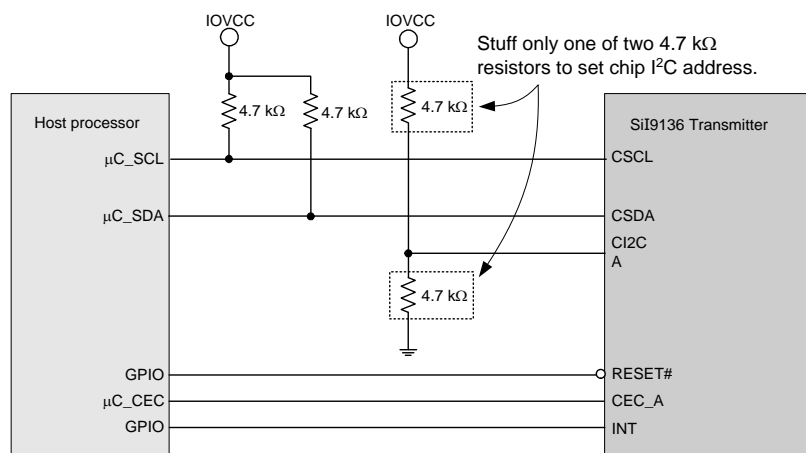 IOVCC
IOVCC
Stuff only one of two 4.7 kΩ
resistors to set chip I²C address.
4.7 kΩ
4.7 kΩ
4.7 kΩ
Host processor
SiI9136 Transmitter
μC_SCL
CSCL
μC_SDA
CSDA
CI2C
A
4.7 kΩ
GPIO
RESET#
μC_CEC
CEC_A
GPIO
INT